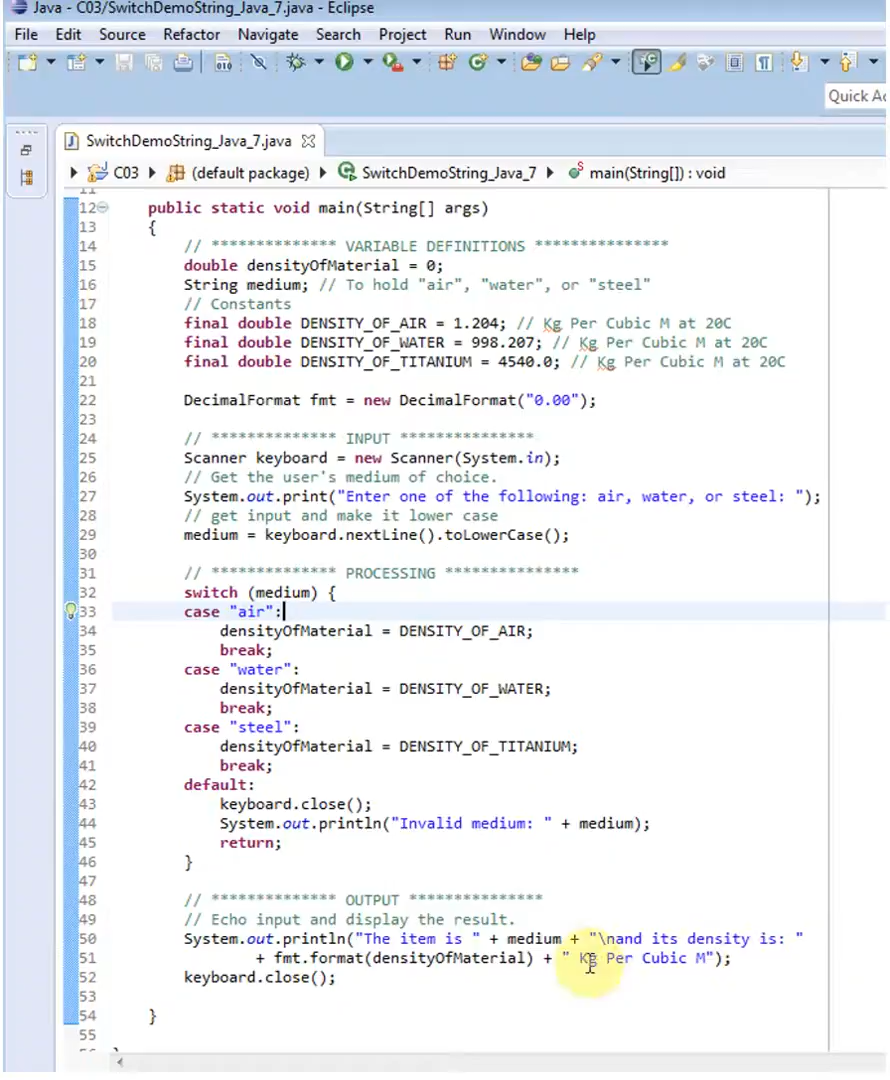 Java - C03/SwitchDemoString_Java_7.java - Eclipse
File Edit Source Refactor Navigate Search Project Run Window Help
Quick Ac
SwitchDemoString_Java_7.java
C03 (default package) SwitchDemoString_Java_7 main(String[]) : void
11
12 public static void main(String[] args)
13 {
14 // ************** VARIABLE DEFINITIONS ***************
15 double densityOfMaterial = 0;
16 String medium; // To hold "air", "water", or "steel"
17 // Constants
18 final double DENSITY_OF_AIR = 1.204; // Kg Per Cubic M at 20C
19 final double DENSITY_OF_WATER = 998.207; // Kg Per Cubic M at 20C
20 final double DENSITY_OF_TITANIUM = 4540.0; // Kg Per Cubic M at 20C
21
22 DecimalFormat fmt = new DecimalFormat("0.00");
23
24 // ************** INPUT ***************
25 Scanner keyboard = new Scanner(System.in);
26 // Get the user's medium of choice.
27 System.out.print("Enter one of the following: air, water, or steel: ");
28 // get input and make it lower case
29 medium = keyboard.nextLine().toLowerCase();
30
31 // ************** PROCESSING ***************
32 switch (medium) {
33 case "air":
34 densityOfMaterial = DENSITY_OF_AIR;
35 break;
36 case "water":
37 densityOfMaterial = DENSITY_OF_WATER;
38 break;
39 case "steel":
40 densityOfMaterial = DENSITY_OF_TITANIUM;
41 break;
42 default:
43 keyboard.close();
44 System.out.println("Invalid medium: " + medium);
45 return;
46 }
47
48 // ************** OUTPUT ***************
49 // Echo input and display the result.
50 System.out.println("The item is " + medium + "\nand its density is: "
51 + fmt.format(densityOfMaterial) + " Kg Per Cubic M");
52 keyboard.close();
53
54 }
55